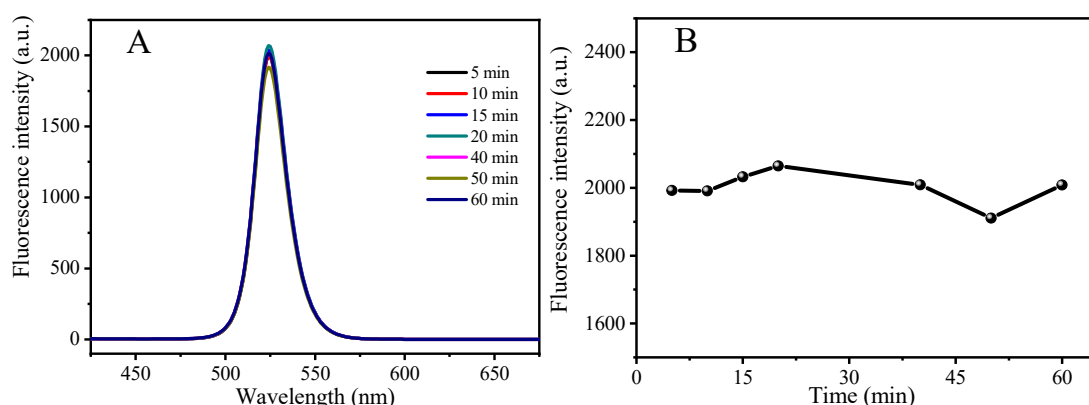 A
Fluorescence intensity (a.u.)
2000
1500
1000
500
0
450
500
550
600
650
Wavelength (nm)
5 min
10 min
15 min
20 min
40 min
50 min
60 min
B
Fluorescence intensity (a.u.)
2400
2200
2000
1800
1600
0
15
30
45
60
Time (min)